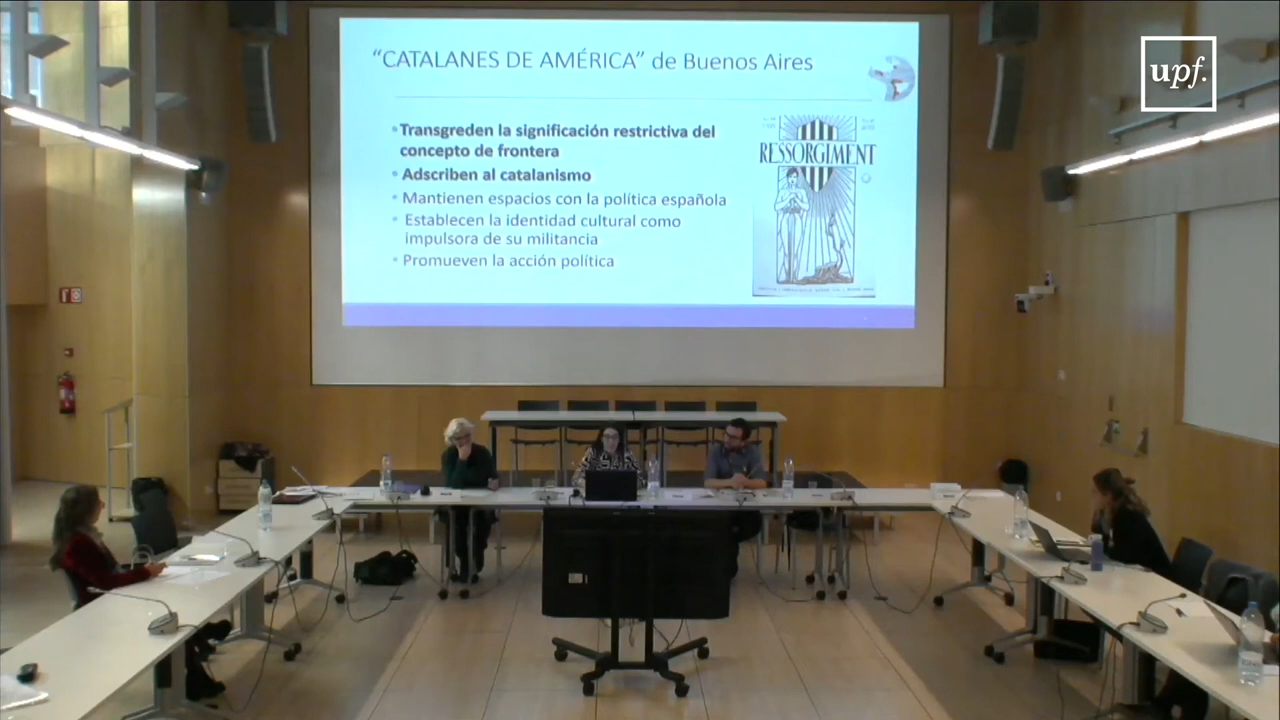 upf.
"CATALANES DE AMÉRICA" de Buenos Aires
• Transgreden la significación restrictiva del
concepto de frontera
• Adscriben al catalanismo
• Mantienen espacios con la política española
• Establecen la identidad cultural como
impulsora de su militancia
• Promueven la acción política
RESSORGIMENT